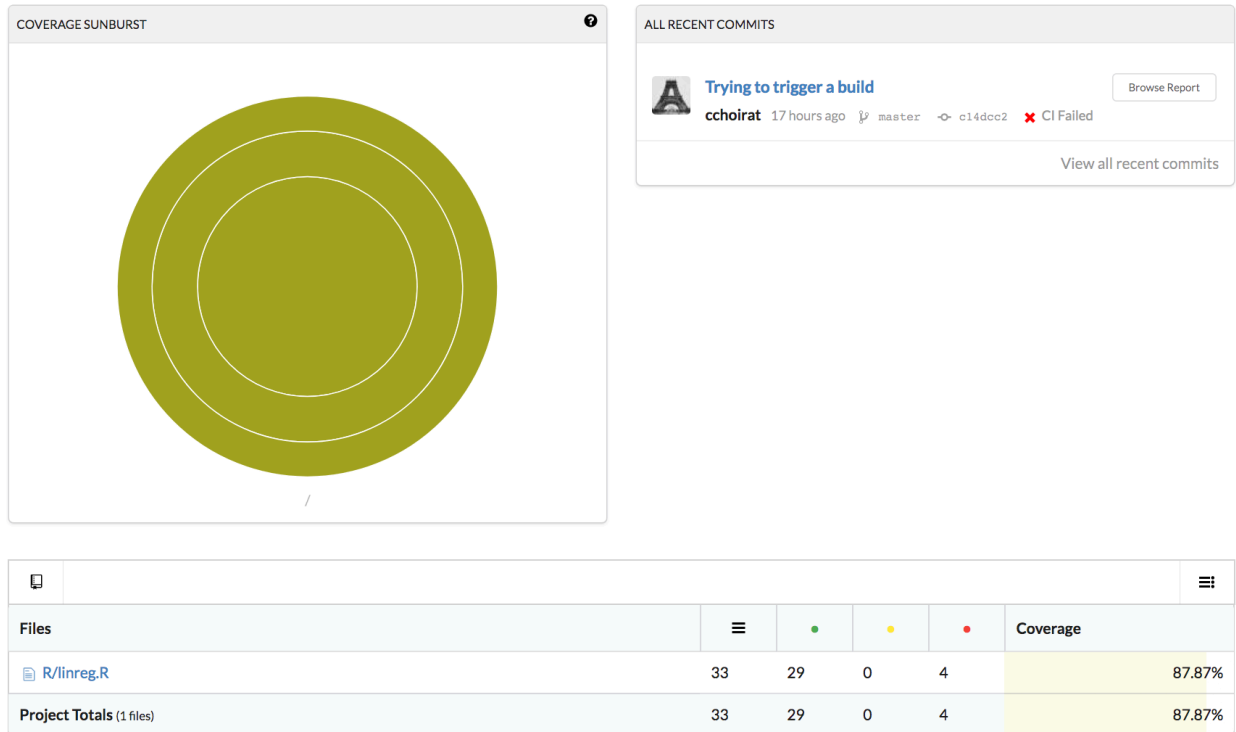 COVERAGE SUNBURST
/
ALL RECENT COMMITS
Trying to trigger a build
Browse Report
cchoirat 17 hours ago master c14dcc2 CI Failed
View all recent commits
Files Coverage
R/linreg.R 33 29 0 4 87.87%
Project Totals (1 files) 33 29 0 4 87.87%